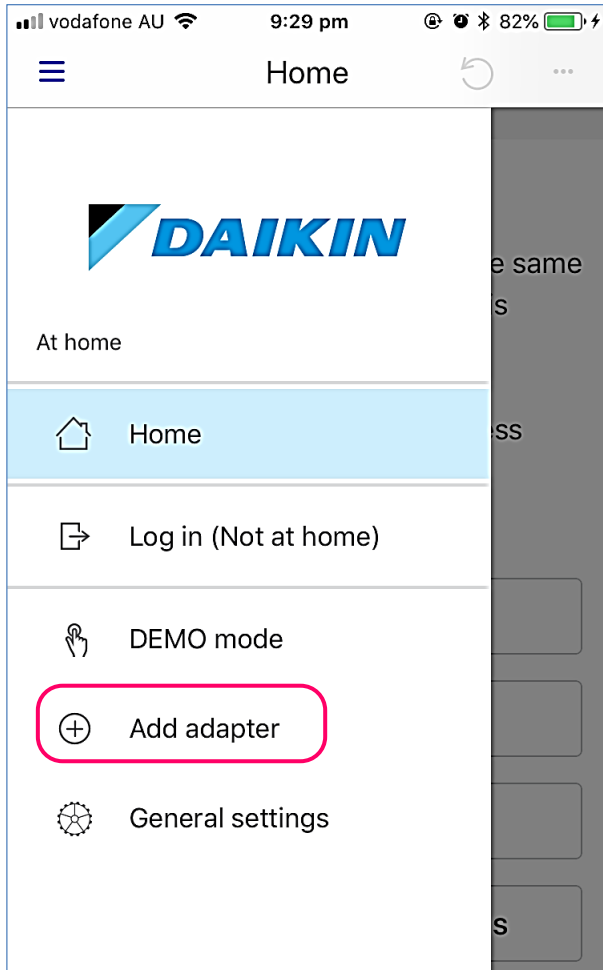 vodafone AU 9:29 pm 82%
Home
DAIKIN
e same
's
At home
Home
ess
Log in (Not at home)
DEMO mode
Add adapter
General settings
s